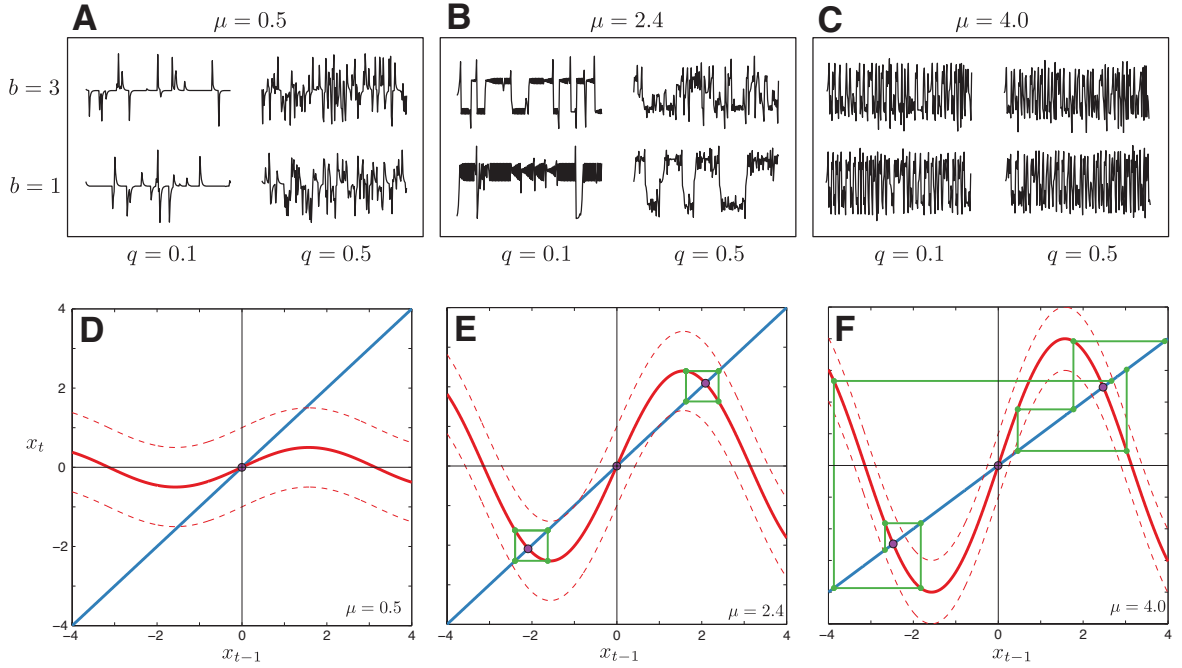 A μ = 0.5
B μ = 2.4
C μ = 4.0
b = 3
b = 1
q = 0.1 q = 0.5
q = 0.1 q = 0.5
q = 0.1 q = 0.5
D
4
2
0
−2
−4
x_t
−4 −2 0 2 4
x_{t−1}
μ = 0.5
E
−4 −2 0 2 4
x_{t−1}
μ = 2.4
F
−4 −2 0 2 4
x_{t−1}
μ = 4.0